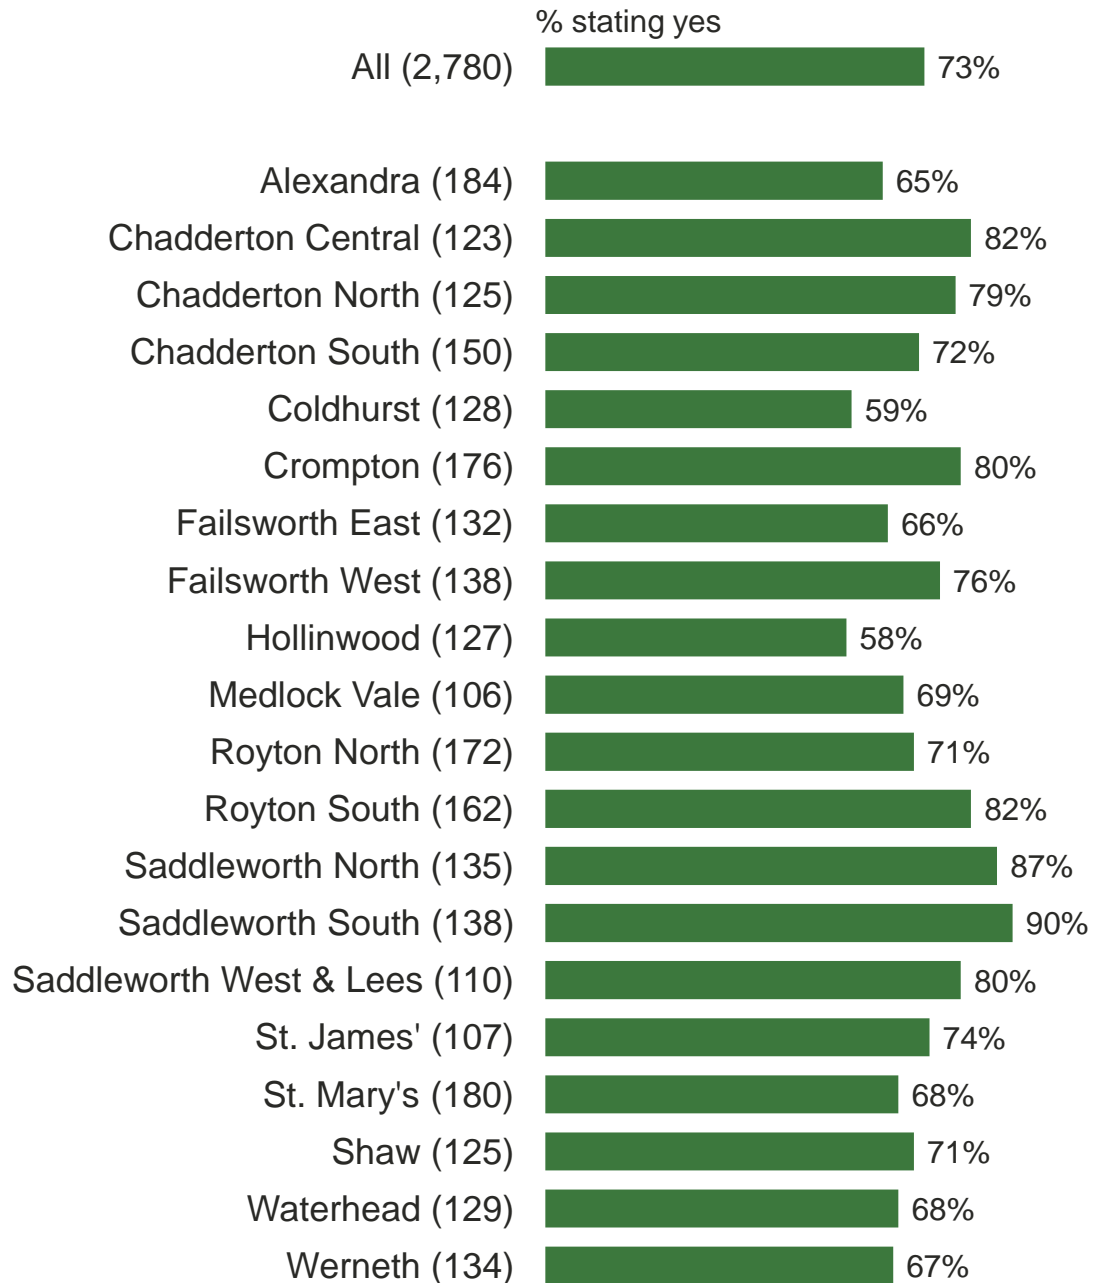 % stating yes
All (2,780) 73%
Alexandra (184) 65%
Chadderton Central (123) 82%
Chadderton North (125) 79%
Chadderton South (150) 72%
Coldhurst (128) 59%
Crompton (176) 80%
Failsworth East (132) 66%
Failsworth West (138) 76%
Hollinwood (127) 58%
Medlock Vale (106) 69%
Royton North (172) 71%
Royton South (162) 82%
Saddleworth North (135) 87%
Saddleworth South (138) 90%
Saddleworth West & Lees (110) 80%
St. James' (107) 74%
St. Mary's (180) 68%
Shaw (125) 71%
Waterhead (129) 68%
Werneth (134) 67%